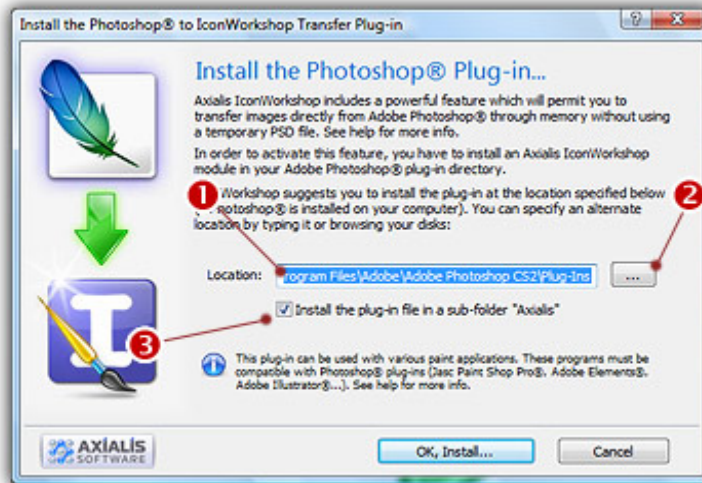 Install the Photoshop® to IconWorkshop Transfer Plug-in
Install the Photoshop® Plug-in...
Axialis IconWorkshop includes a powerful feature which will permit you to
transfer images directly from Adobe Photoshop® through memory without using
a temporary PSD file. See help for more info.
In order to activate this feature, you have to install an Axialis IconWorkshop
module in your Adobe Photoshop® plug-in directory.
1
2
Workshop suggests you to install the plug-in at the location specified below
otoshop® is installed on your computer). You can specify an alternate
location by typing it or browsing your disks:
Location: rogram Files\Adobe\Adobe Photoshop CS2\Plug-Ins ...
3
Install the plug-in file in a sub-folder "Axialis"
This plug-in can be used with various paint applications. These programs must be
compatible with Photoshop® plug-ins (Jasc Paint Shop Pro®, Adobe Elements®,
Adobe Illustrator®...). See help for more info.
AXIALIS
SOFTWARE
OK, Install...
Cancel